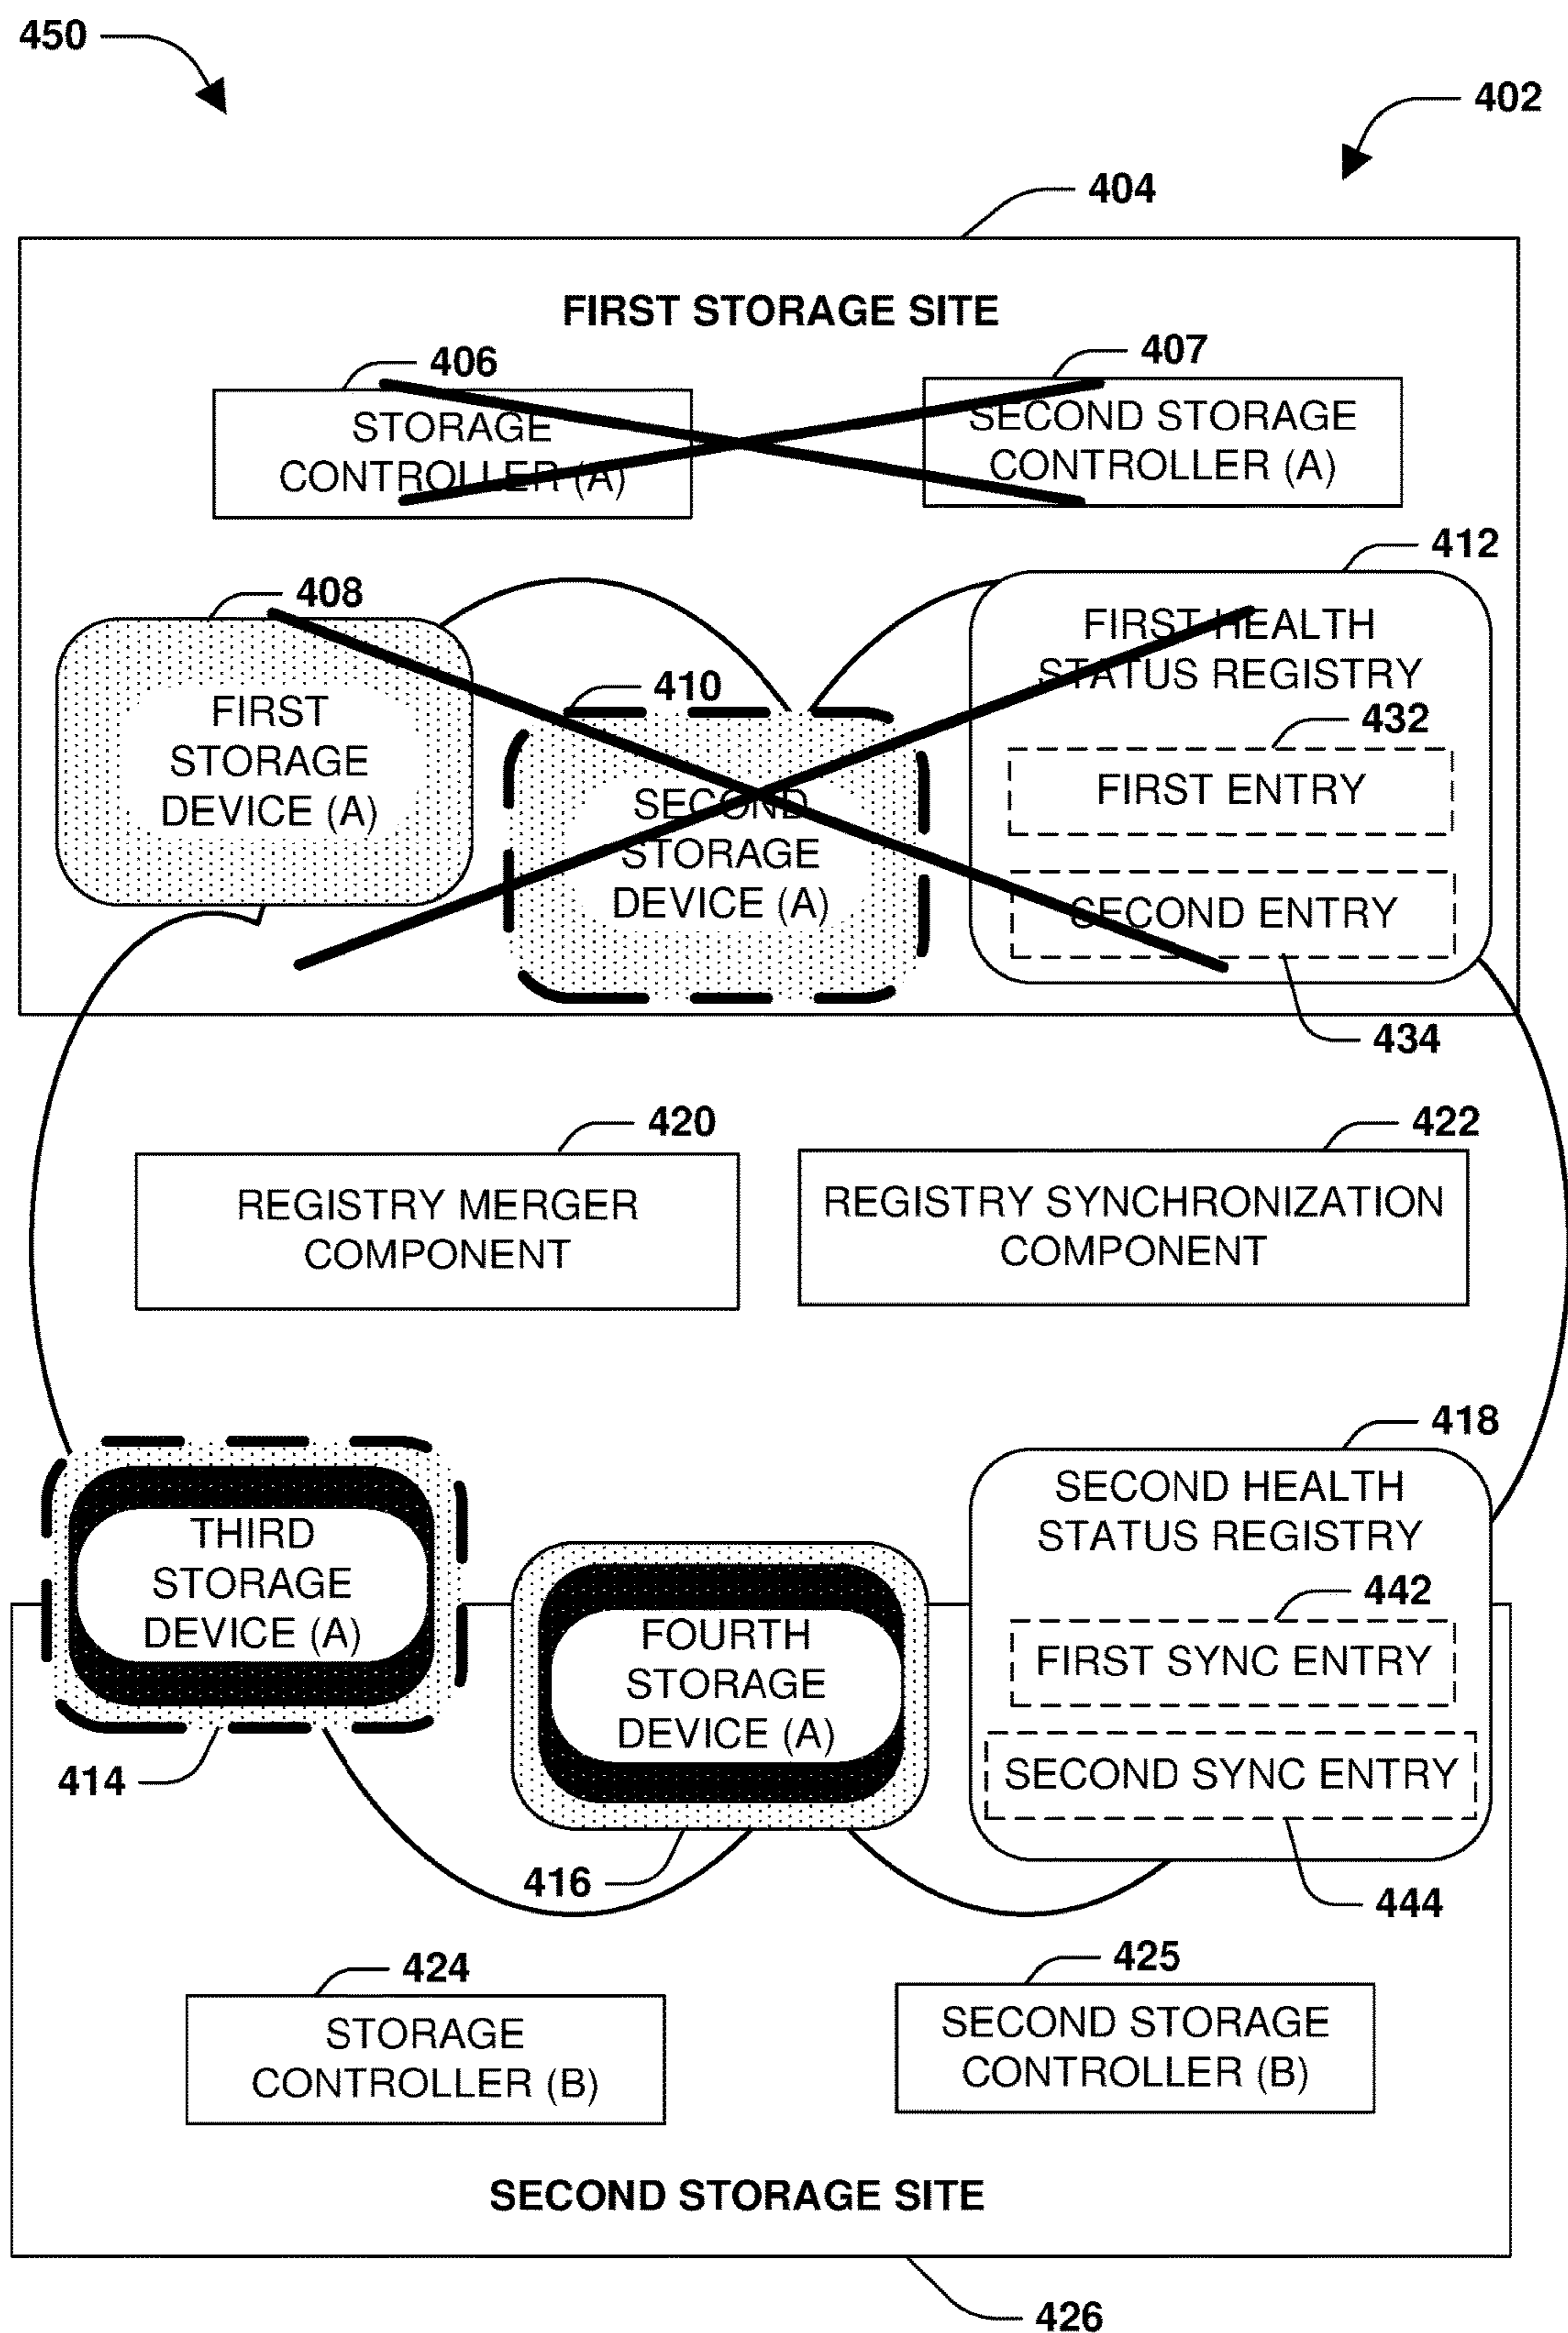 450
402
404
FIRST STORAGE SITE
406
407
STORAGE
CONTROLLER (A)
SECOND STORAGE
CONTROLLER (A)
412
408
FIRST HEALTH
STATUS REGISTRY
410
FIRST
STORAGE
DEVICE (A)
432
FIRST ENTRY
SECOND
STORAGE
DEVICE (A)
SECOND ENTRY
434
420
422
REGISTRY MERGER
COMPONENT
REGISTRY SYNCHRONIZATION
COMPONENT
418
SECOND HEALTH
STATUS REGISTRY
THIRD
STORAGE
DEVICE (A)
442
FIRST SYNC ENTRY
FOURTH
STORAGE
DEVICE (A)
SECOND SYNC ENTRY
414
416
444
424
425
STORAGE
CONTROLLER (B)
SECOND STORAGE
CONTROLLER (B)
SECOND STORAGE SITE
426